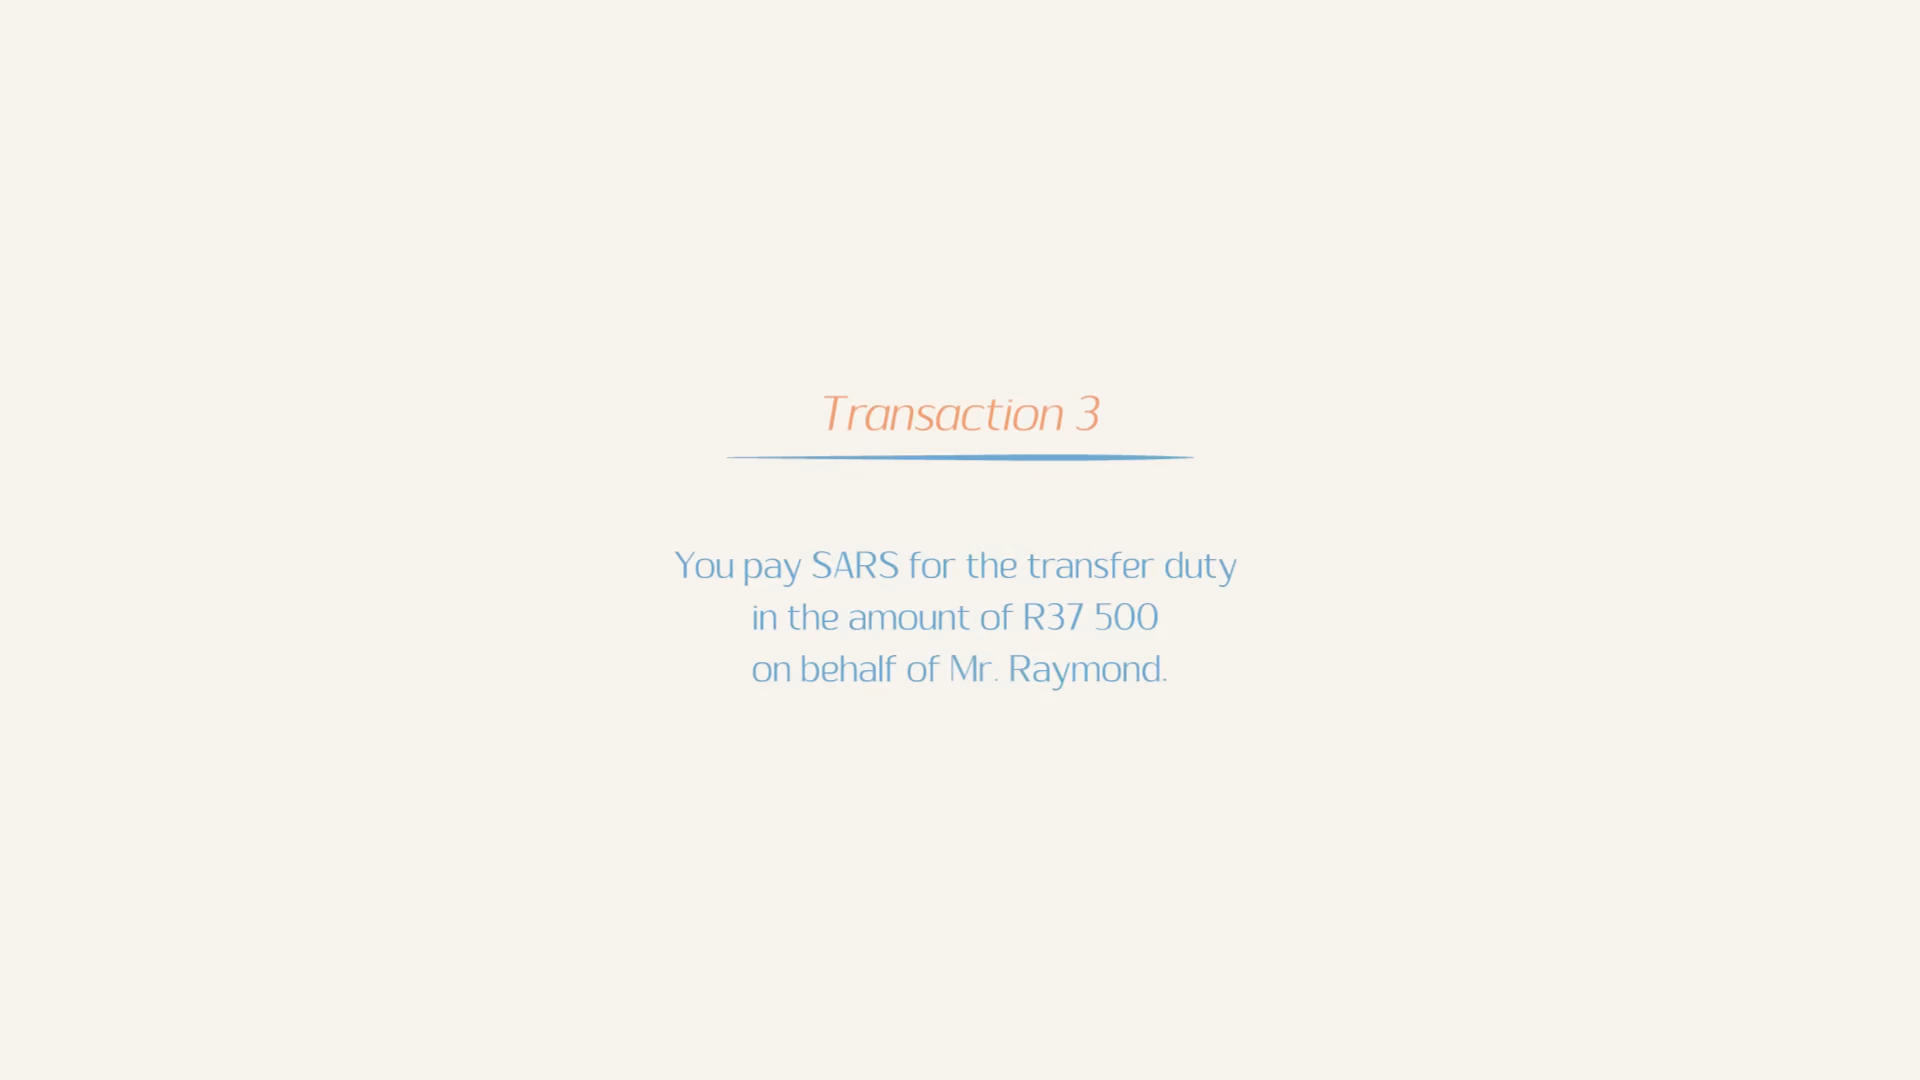 Transaction 3
You pay SARS for the transfer duty
in the amount of R37 500
on behalf of Mr. Raymond.